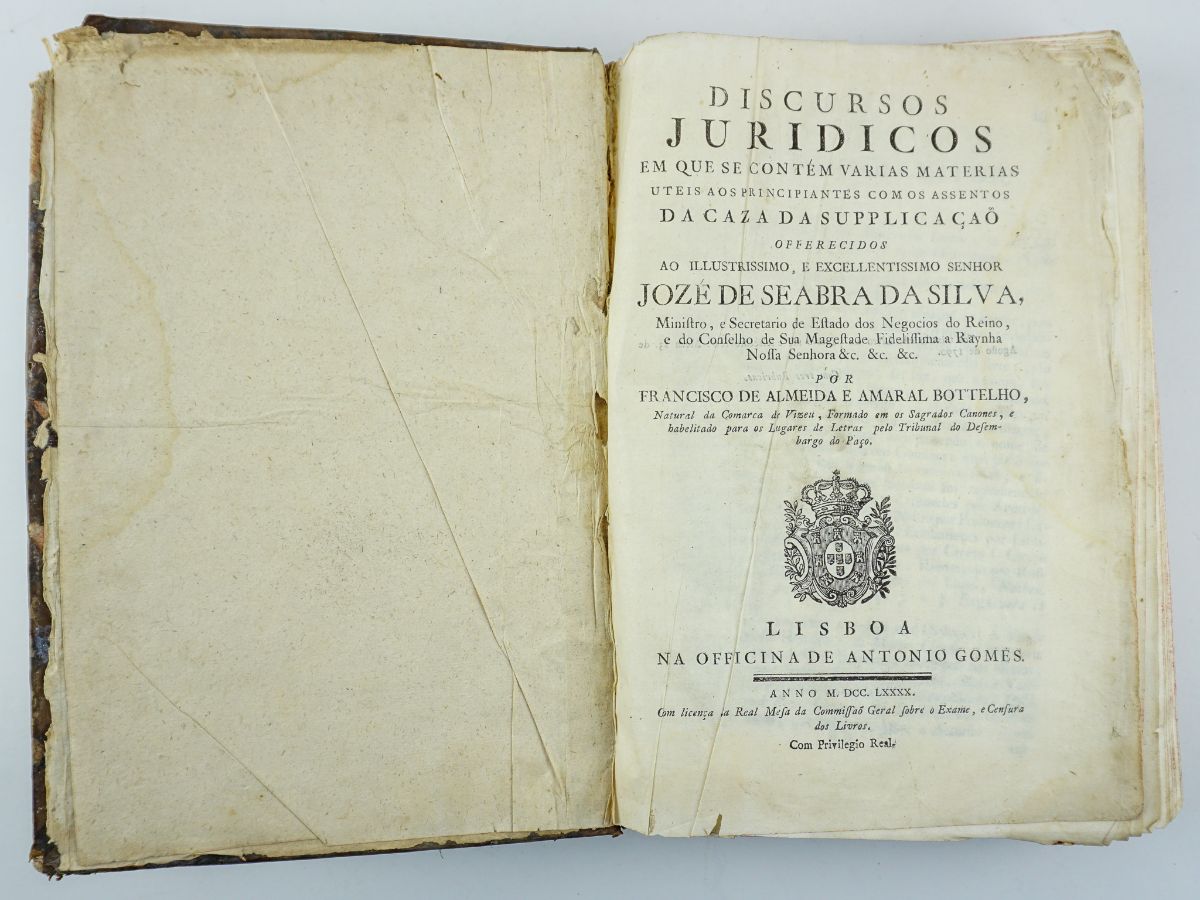 DISCURSOS
JURIDICOS
EM QUE SE CONTÉM VARIAS MATERIAS
UTEIS AOS PRINCIPIANTES COM OS ASSENTOS
DA CAZA DA SUPPLICAÇAÕ
OFFERECIDOS
AO ILLUSTRISSIMO, E EXCELLENTISSIMO SENHOR
JOZÉ DE SEABRA DA SILVA,
Miniſtro, e Secretario de Eſtado dos Negocios do Reino,
e do Conſelho de Sua Mageſtade Fideliſſima a Raynha
Noſſa Senhora &c. &c. &c.
POR
FRANCISCO DE ALMEIDA E AMARAL BOTTELHO,
Natural da Comarca de Vizeu, Formado em os Sagrados Canones, e
habelitado para os Lugares de Letras pelo Tribunal do Deſem-
bargo do Paço.
LISBOA
NA OFFICINA DE ANTONIO GOMES.
ANNO M. DCC. LXXXX.
Com licença da Real Meſa da Commiſſaõ Geral ſobre o Exame, e Cenſura
dos Livros.
Com Privilegio Real.